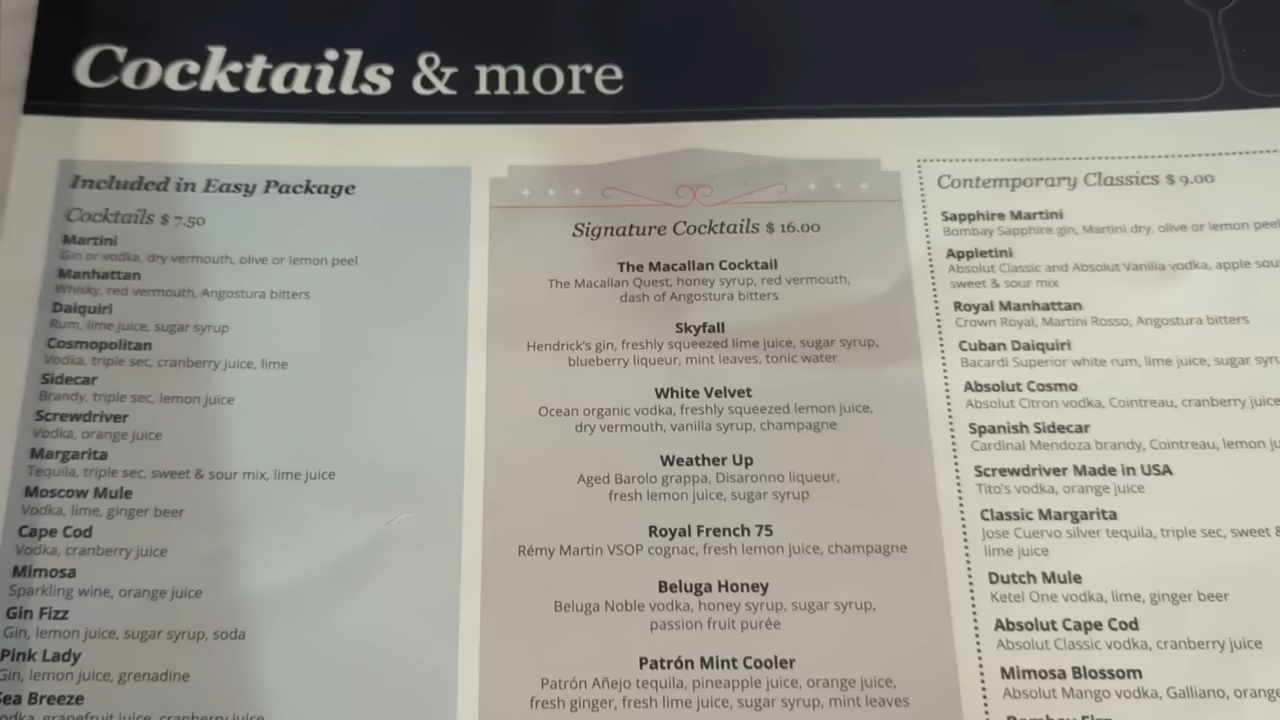 Cocktails & more
Included in Easy Package
Cocktails $ 7.50
Martini
Gin or vodka, dry vermouth, olive or lemon peel
Manhattan
Whisky, red vermouth, Angostura bitters
Daiquiri
Rum, lime juice, sugar syrup
Cosmopolitan
Vodka, triple sec, cranberry juice, lime
Sidecar
Brandy, triple sec, lemon juice
Screwdriver
Vodka, orange juice
Margarita
Tequila, triple sec, sweet & sour mix, lime juice
Moscow Mule
Vodka, lime, ginger beer
Cape Cod
Vodka, cranberry juice
Mimosa
Sparkling wine, orange juice
Gin Fizz
Gin, lemon juice, sugar syrup, soda
Pink Lady
Gin, lemon juice, grenadine
Sea Breeze
grapefruit juice, cranberry juice
Signature Cocktails $ 16.00
The Macallan Cocktail
The Macallan Quest, honey syrup, red vermouth,
dash of Angostura bitters
Skyfall
Hendrick's gin, freshly squeezed lime juice, sugar syrup,
blueberry liqueur, mint leaves, tonic water
White Velvet
Ocean organic vodka, freshly squeezed lemon juice,
dry vermouth, vanilla syrup, champagne
Weather Up
Aged Barolo grappa, Disaronno liqueur,
fresh lemon juice, sugar syrup
Royal French 75
Rémy Martin VSOP cognac, fresh lemon juice, champagne
Beluga Honey
Beluga Noble vodka, honey syrup, sugar syrup,
passion fruit purée
Patrón Mint Cooler
Patrón Añejo tequila, pineapple juice, orange juice,
fresh ginger, fresh lime juice, sugar syrup, mint leaves
Contemporary Classics $ 9.00
Sapphire Martini
Bombay Sapphire gin, Martini dry, olive or lemon peel
Appletini
Absolut Classic and Absolut Vanilia vodka, apple sour
sweet & sour mix
Royal Manhattan
Crown Royal, Martini Rosso, Angostura bitters
Cuban Daiquiri
Bacardi Superior white rum, lime juice, sugar
Absolut Cosmo
Absolut Citron vodka, Cointreau, cranberry juice
Spanish Sidecar
Cardinal Mendoza brandy, Cointreau, lemon
Screwdriver Made in USA
Tito's vodka, orange juice
Classic Margarita
Jose Cuervo silver tequila, triple sec, sweet &
lime juice
Dutch Mule
Ketel One vodka, lime, ginger beer
Absolut Cape Cod
Absolut Classic vodka, cranberry juice
Mimosa Blossom
Absolut Mango vodka, Galliano, orange